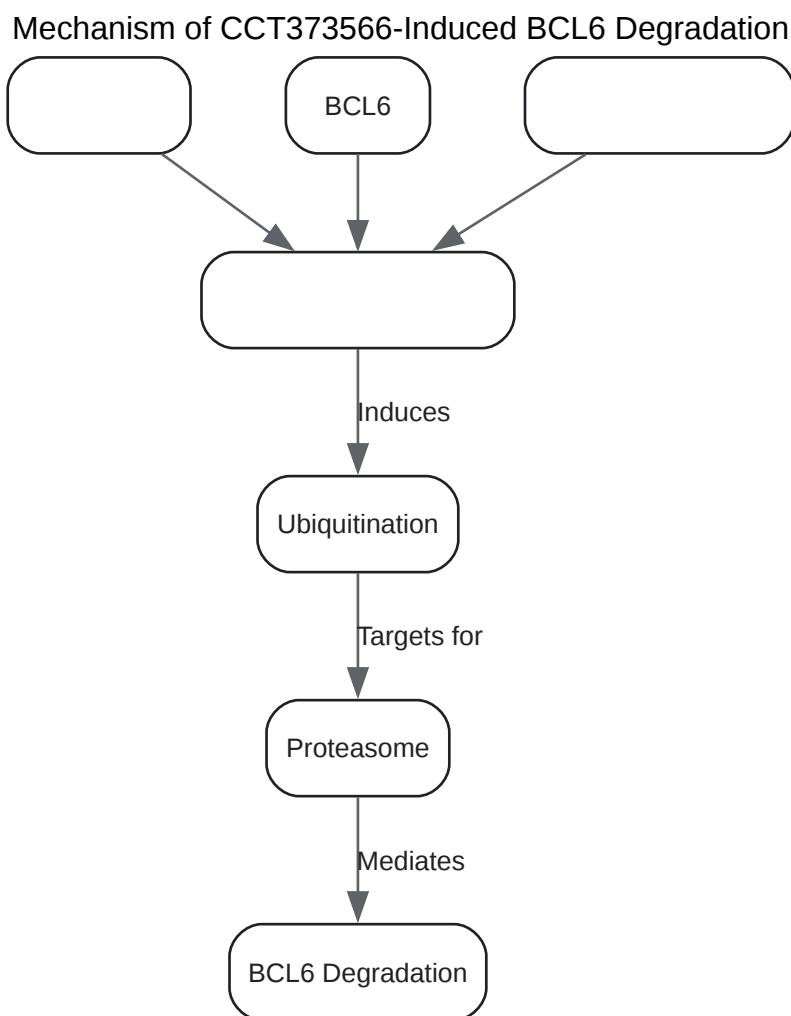 Mechanism of CCT373566-Induced BCL6 Degradation
BCL6
Induces
Ubiquitination
Targets for
Proteasome
Mediates
BCL6 Degradation